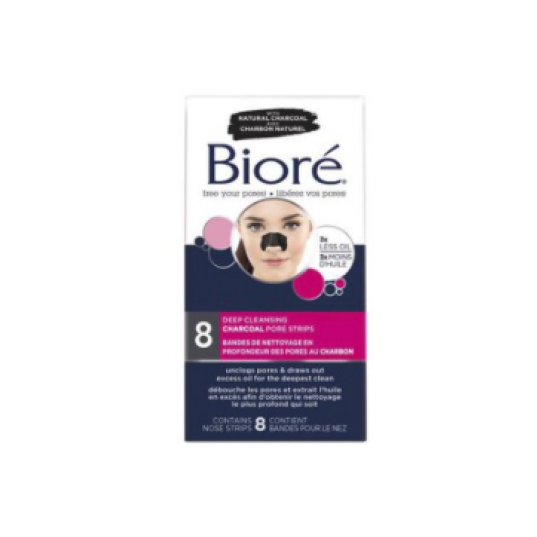 WITH
NATURAL CHARCOAL
AVEC
CHARBON NATUREL
Bioré®
free your pores • libérez vos pores
3x
LESS OIL
3x MOINS
D'HUILE
8
DEEP CLEANSING
CHARCOAL PORE STRIPS
BANDES DE NETTOYAGE EN
PROFONDEUR DES PORES AU CHARBON
unclogs pores & draws out
excess oil for the deepest clean
débouche les pores et extrait l'huile
en excès afin d'obtenir le nettoyage
le plus profond qui soit
CONTAINS 8 CONTIENT
NOSE STRIPS BANDES POUR LE NEZ